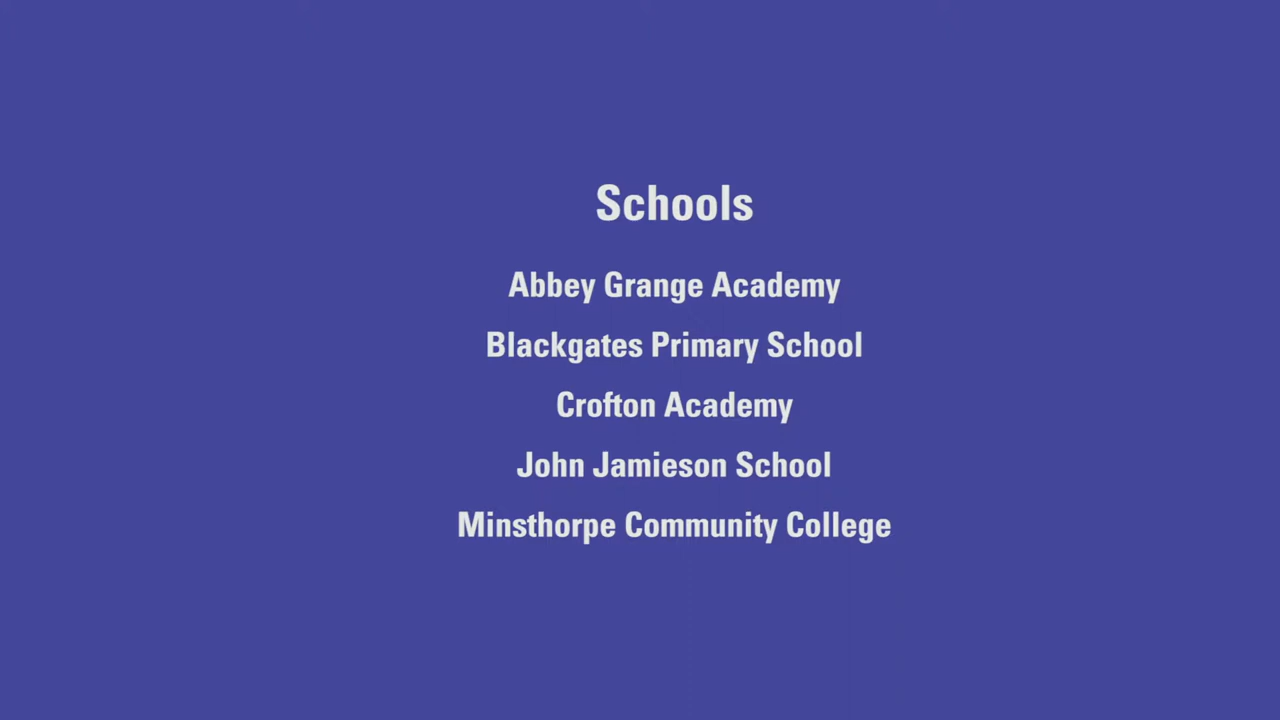 Schools
Abbey Grange Academy
Blackgates Primary School
Crofton Academy
John Jamieson School
Minsthorpe Community College